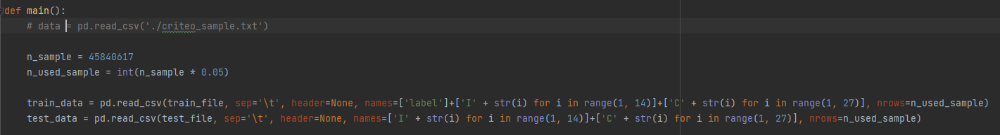 def main():
    # data = pd.read_csv('./criteo_sample.txt')
    n_sample = 45840617
    n_used_sample = int(n_sample * 0.05)
    train_data = pd.read_csv(train_file, sep='\t', header=None, names=['label']+['I' + str(i) for i in range(1, 14)]+['C' + str(i) for i in range(1, 27)], nrows=n_used_sample)
    test_data = pd.read_csv(test_file, sep='\t', header=None, names=['I' + str(i) for i in range(1, 14)]+['C' + str(i) for i in range(1, 27)], nrows=n_used_sample)